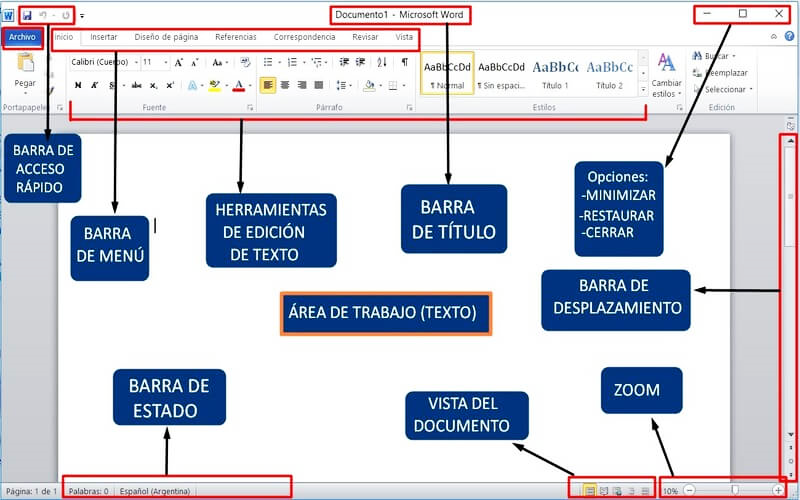 Documento1 - Microsoft Word
Archivo Inicio Insertar Diseño de página Referencias Correspondencia Revisar Vista
Pegar
Portapapeles
Calibri (Cuerpo) 11
Fuente
Párrafo
AaBbCcDd AaBbCcDd AaBbCc AaBbCc
¶ Normal ¶ Sin espaci... Título 1 Título 2
Estilos
Cambiar
estilos
Buscar
Reemplazar
Seleccionar
Edición
BARRA DE
ACCESO
RÁPIDO
BARRA
DE MENÚ
HERRAMIENTAS
DE EDICIÓN
DE TEXTO
BARRA
DE TÍTULO
Opciones:
-MINIMIZAR
-RESTAURAR
-CERRAR
BARRA DE
DESPLAZAMIENTO
ÁREA DE TRABAJO (TEXTO)
BARRA DE
ESTADO
VISTA DEL
DOCUMENTO
ZOOM
Página: 1 de 1 Palabras: 0 Español (Argentina) 10%